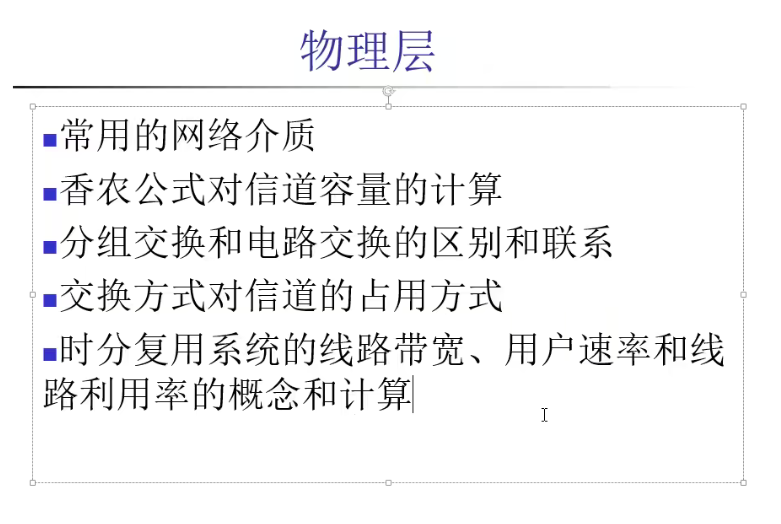 物理层
■常用的网络介质
■香农公式对信道容量的计算
■分组交换和电路交换的区别和联系
■交换方式对信道的占用方式
■时分复用系统的线路带宽、用户速率和线
路利用率的概念和计算